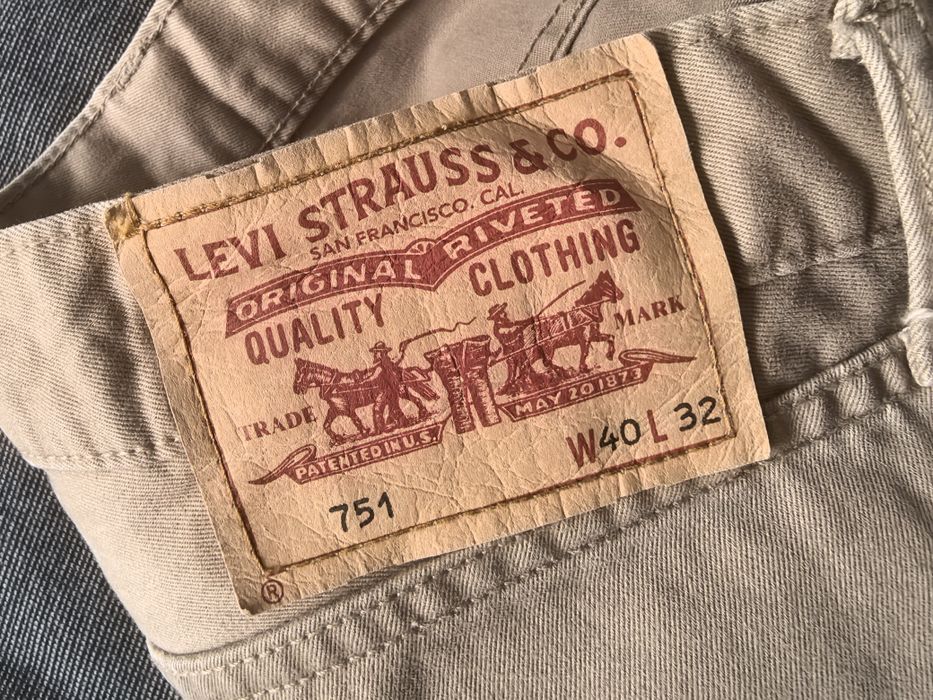 LEVI STRAUSS & CO.
SAN FRANCISCO, CAL.
ORIGINAL RIVETED
QUALITY CLOTHING
TRADE MARK
PATENTED IN U.S. MAY 20 1873
W40 L 32
751
®